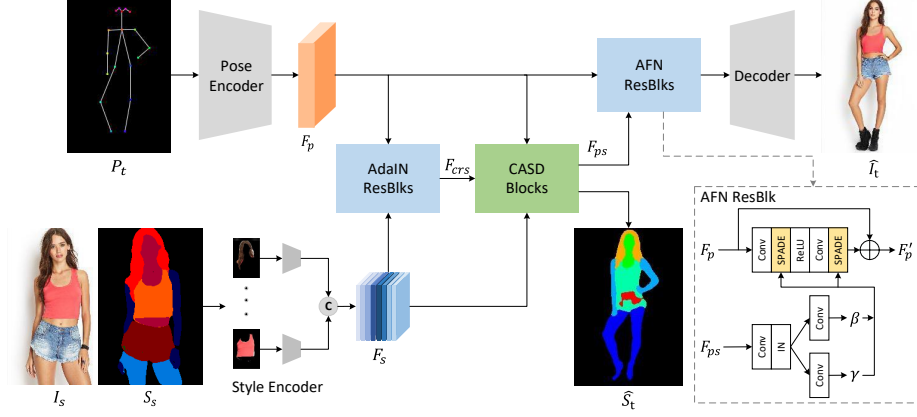 Pose
Encoder
P_t
F_p
AdaIN
ResBlks
F_crs
CASD
Blocks
F_ps
AFN
ResBlks
Decoder
Î_t
I_s
S_s
Style Encoder
C
F_s
Ŝ_t
AFN ResBlk
F_p
Conv
SPADE
ReLU
Conv
SPADE
F_p'
F_ps
Conv
IN
Conv
β
Conv
γ